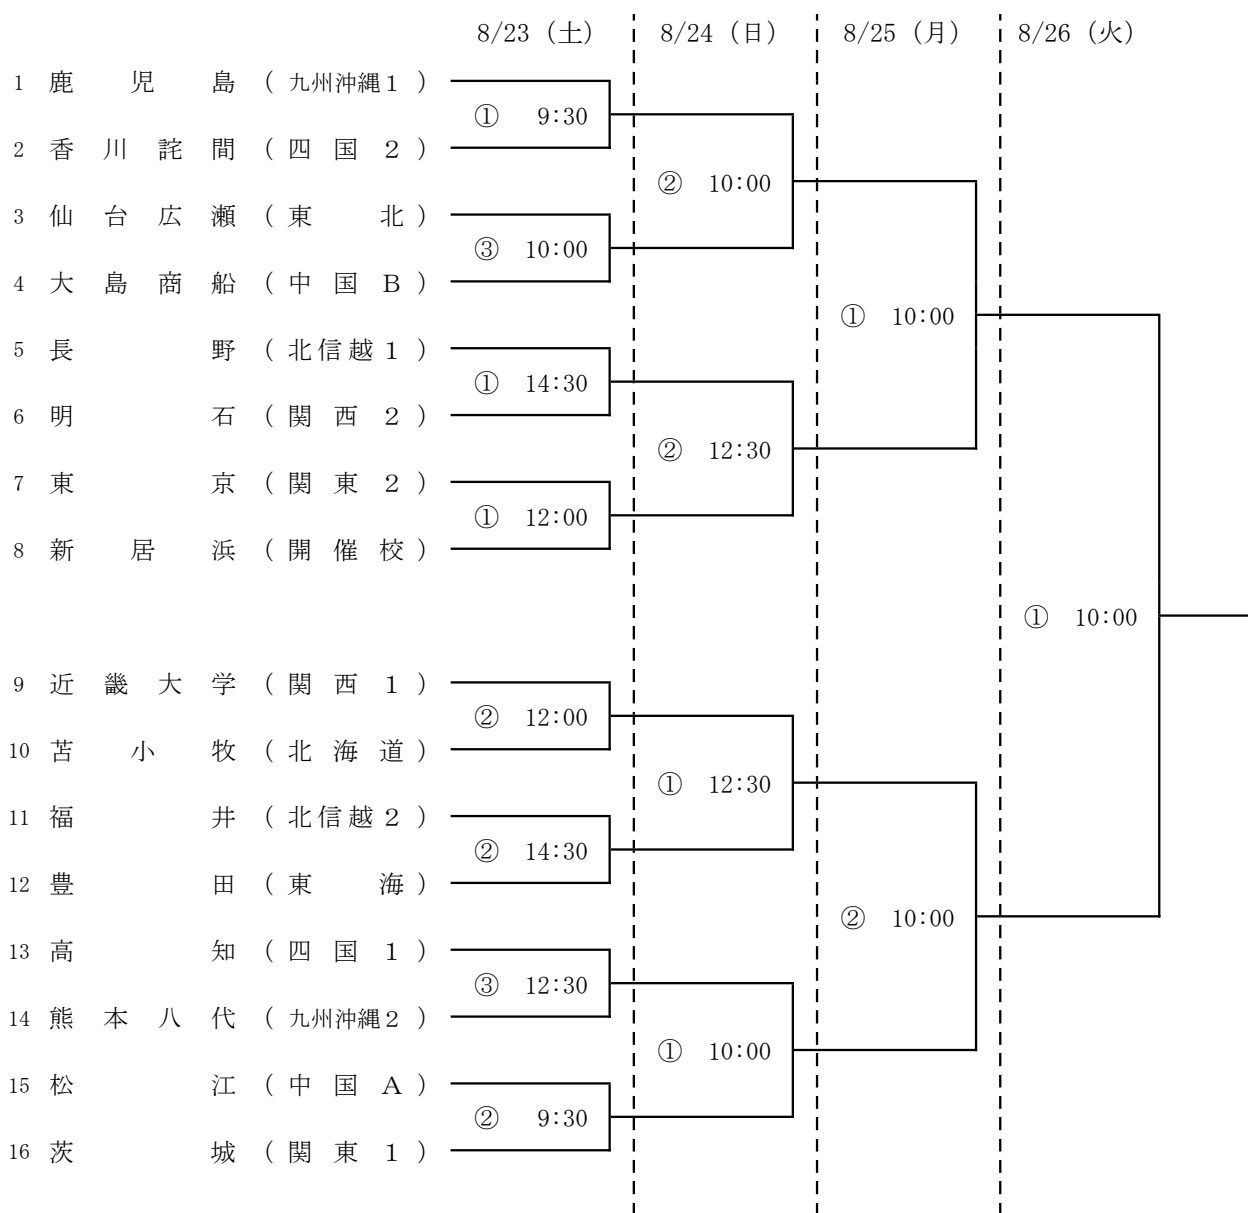 8/23（土） 8/24（日） 8/25（月） 8/26（火）
1 鹿児島（九州沖縄１）
① 9:30
2 香川詫間（四国２）
② 10:00
3 仙台広瀬（東北）
③ 10:00
4 大島商船（中国Ｂ）
① 10:00
5 長野（北信越１）
① 14:30
6 明石（関西２）
② 12:30
7 東京（関東２）
① 12:00
8 新居浜（開催校）
① 10:00
9 近畿大学（関西１）
② 12:00
10 苫小牧（北海道）
① 12:30
11 福井（北信越２）
② 14:30
12 豊田（東海）
② 10:00
13 高知（四国１）
③ 12:30
14 熊本八代（九州沖縄２）
① 10:00
15 松江（中国Ａ）
② 9:30
16 茨城（関東１）